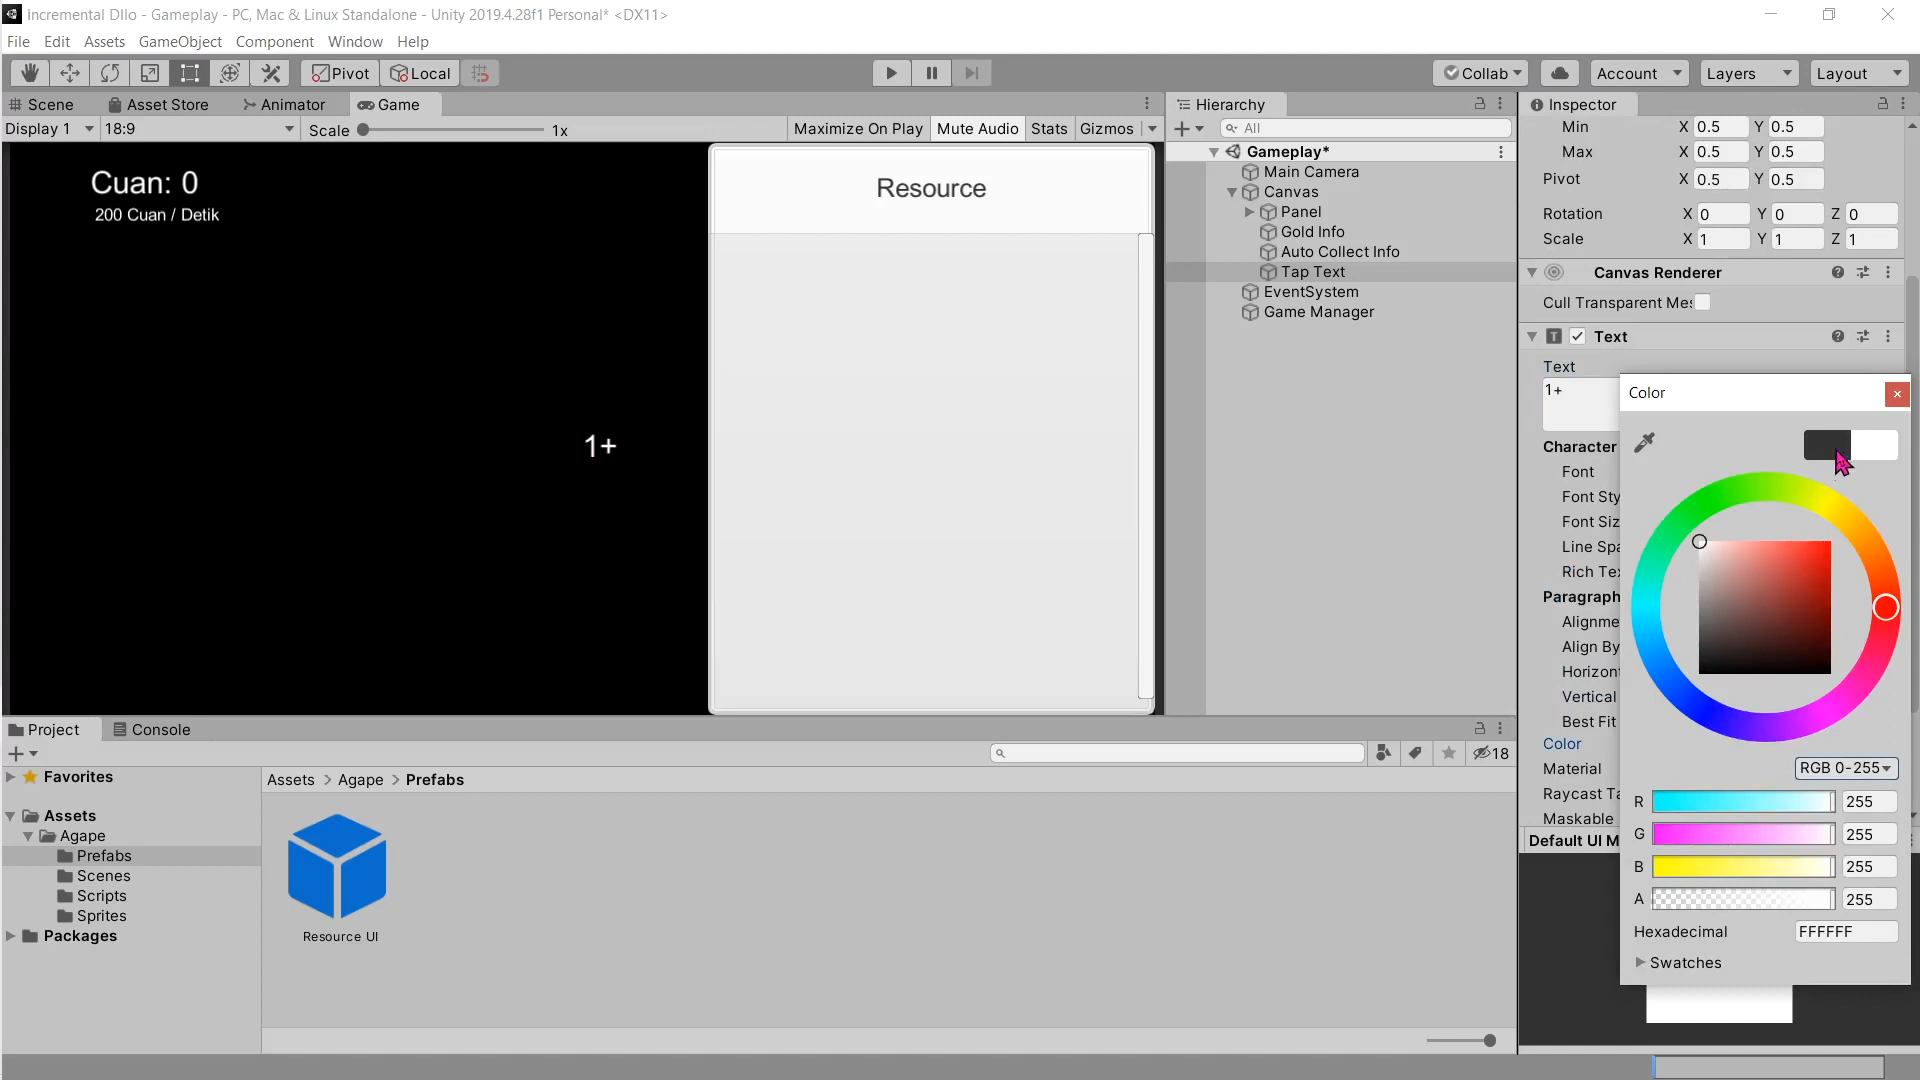 Incremental DIlo - Gameplay - PC, Mac & Linux Standalone - Unity 2019.4.28f1 Personal* <DX11>
File Edit Assets GameObject Component Window Help
Pivot Local Collab Account Layers Layout
Scene Asset Store Animator Game
Display 1 18:9 Scale 1x Maximize On Play Mute Audio Stats Gizmos
Cuan: 0
200 Cuan / Detik
1+
Resource
Hierarchy
All
Gameplay*
Main Camera
Canvas
Panel
Gold Info
Auto Collect Info
Tap Text
EventSystem
Game Manager
Inspector
Min X 0.5 Y 0.5
Max X 0.5 Y 0.5
Pivot X 0.5 Y 0.5
Rotation X 0 Y 0 Z 0
Scale X 1 Y 1 Z 1
Canvas Renderer
Cull Transparent Mes
Text
Text
1+
Character
Font
Font Sty
Font Siz
Line Spa
Rich Tex
Paragraph
Alignme
Align By
Horizont
Vertical
Best Fit
Color
Material
Raycast Ta
Maskable
Default UI M
Color
RGB 0-255
R 255
G 255
B 255
A 255
Hexadecimal FFFFFF
Swatches
Project Console
18
Favorites
Assets
Agape
Prefabs
Scenes
Scripts
Sprites
Packages
Assets > Agape > Prefabs
Resource UI